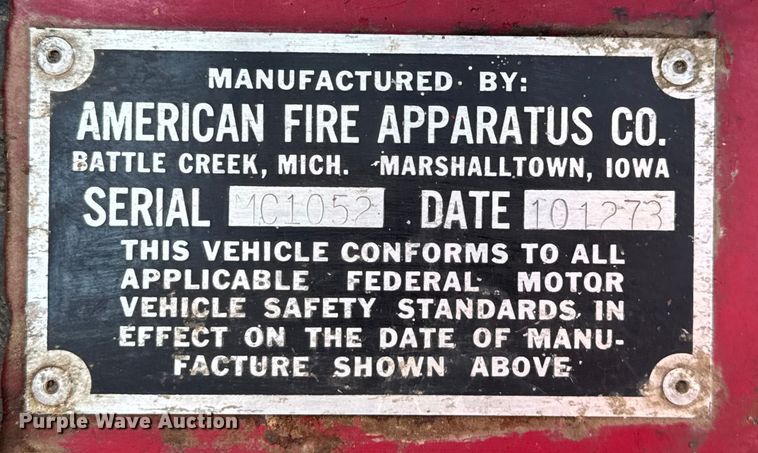 MANUFACTURED BY:
AMERICAN FIRE APPARATUS CO.
BATTLE CREEK, MICH. MARSHALLTOWN, IOWA
SERIAL MC1052 DATE 101273
THIS VEHICLE CONFORMS TO ALL
APPLICABLE FEDERAL MOTOR
VEHICLE SAFETY STANDARDS IN
EFFECT ON THE DATE OF MANU-
FACTURE SHOWN ABOVE
Purple Wave Auction